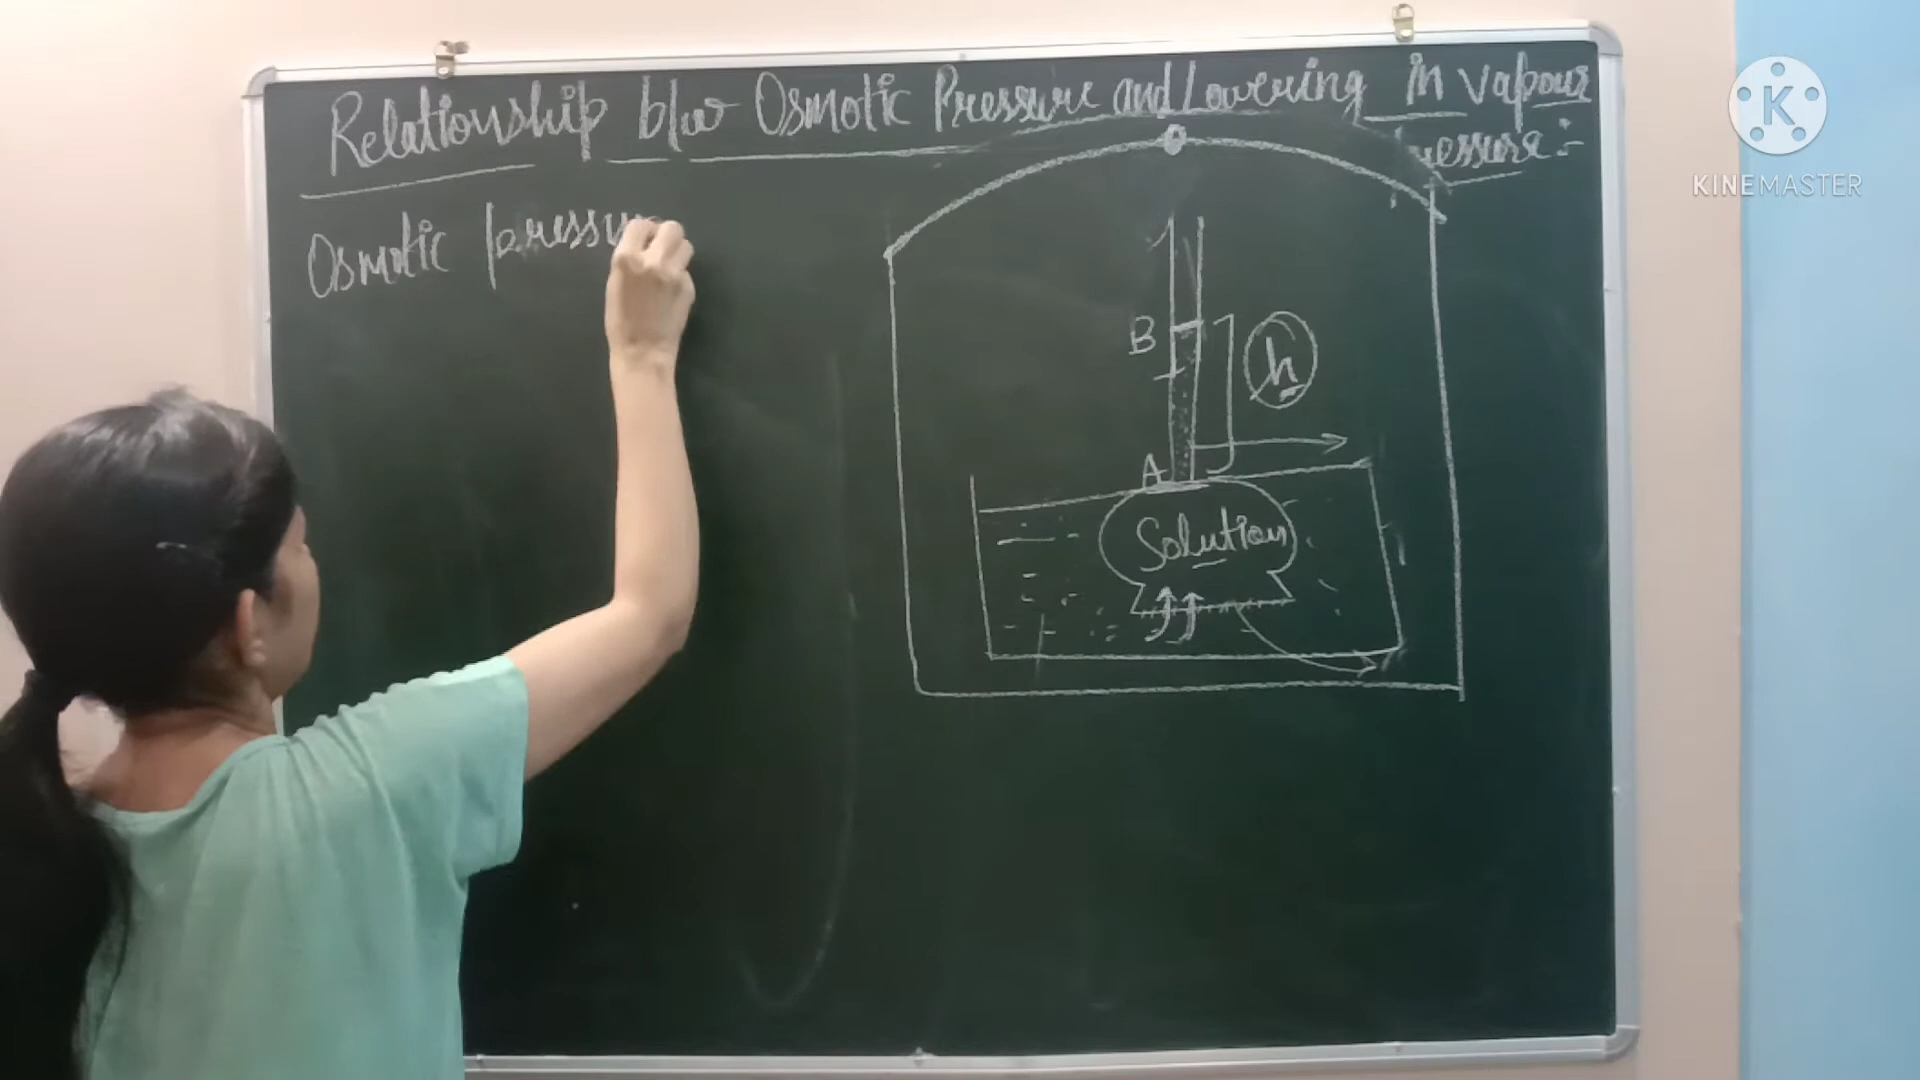 Relationship b/w Osmotic Pressure and Lowering in vapour
pressure :-
Osmotic pressu
B
h
A
Solution
K
KINEMASTER